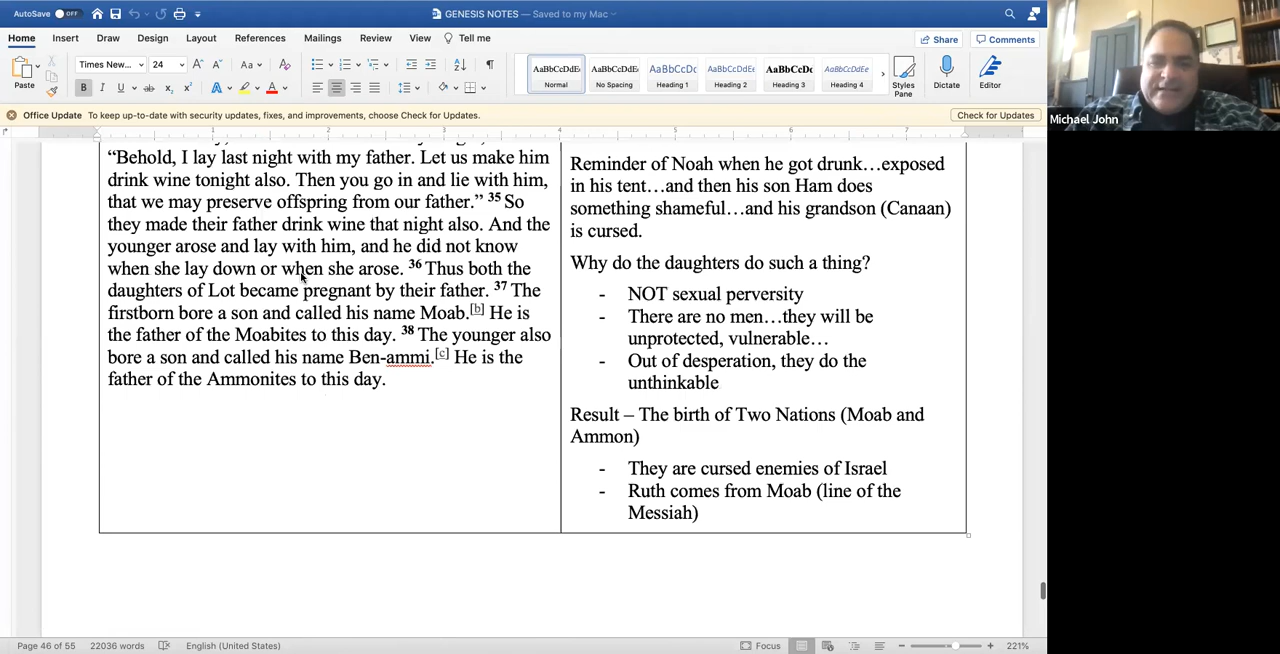 AutoSave OFF GENESIS NOTES — Saved to my Mac
Home Insert Draw Design Layout References Mailings Review View Tell me Share Comments
Paste Times New... 24 Aa Normal No Spacing Heading 1 Heading 2 Heading 3 Heading 4 Styles Pane Dictate Editor
AaBbCcDdE AaBbCcDdE AaBbCcDc AaBbCcDdE AaBbCcDc AaBbCcDdE
B I U ab x₂ x² A A
Office Update To keep up-to-date with security updates, fixes, and improvements, choose Check for Updates. Check for Updates
Michael John
1 2 3 4 5 6 7
“Behold, I lay last night with my father. Let us make him
drink wine tonight also. Then you go in and lie with him,
that we may preserve offspring from our father.” 35 So
they made their father drink wine that night also. And the
younger arose and lay with him, and he did not know
when she lay down or when she arose. 36 Thus both the
daughters of Lot became pregnant by their father. 37 The
firstborn bore a son and called his name Moab.[b] He is
the father of the Moabites to this day. 38 The younger also
bore a son and called his name Ben-ammi.[c] He is the
father of the Ammonites to this day.
Reminder of Noah when he got drunk…exposed
in his tent…and then his son Ham does
something shameful…and his grandson (Canaan)
is cursed.
Why do the daughters do such a thing?
- NOT sexual perversity
- There are no men…they will be
unprotected, vulnerable…
- Out of desperation, they do the
unthinkable
Result – The birth of Two Nations (Moab and
Ammon)
- They are cursed enemies of Israel
- Ruth comes from Moab (line of the
Messiah)
Page 46 of 55 22036 words English (United States) Focus 221%